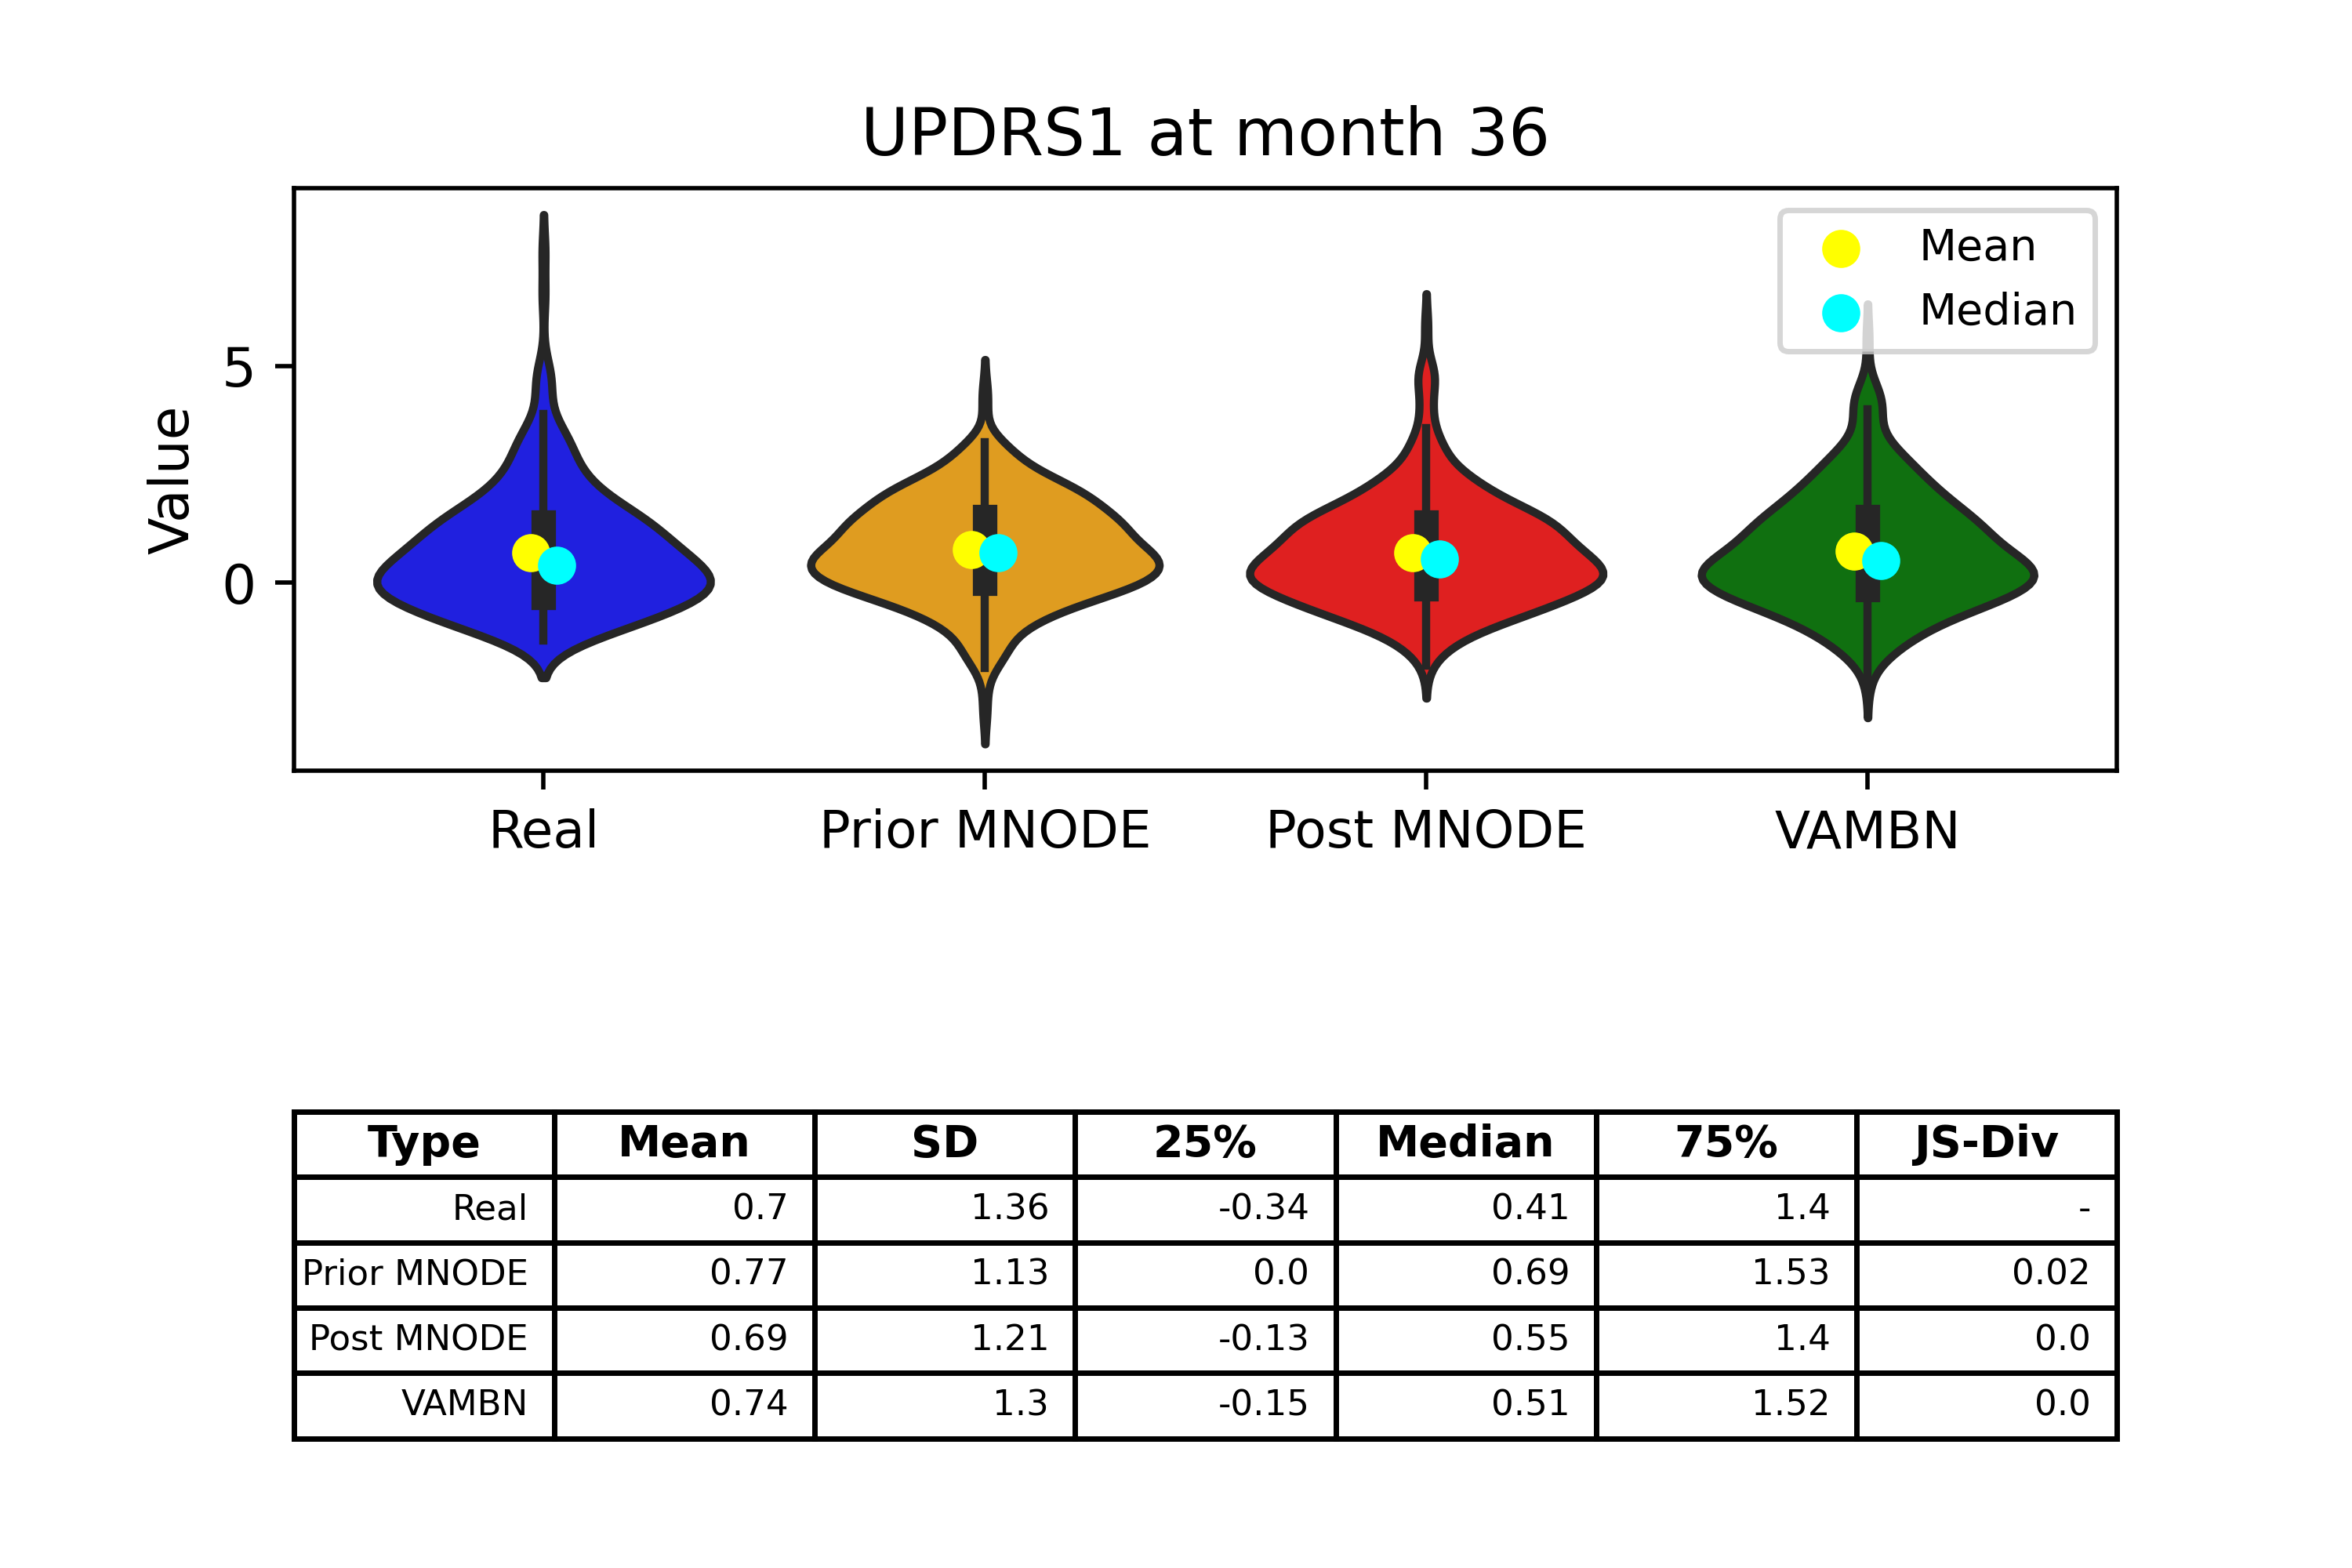 UPDRS1 at month 36
Mean
Median
5
0
Value
Real Prior MNODE Post MNODE VAMBN
Type Mean SD 25% Median 75% JS-Div
Real 0.7 1.36 -0.34 0.41 1.4 -
Prior MNODE 0.77 1.13 0.0 0.69 1.53 0.02
Post MNODE 0.69 1.21 -0.13 0.55 1.4 0.0
VAMBN 0.74 1.3 -0.15 0.51 1.52 0.0